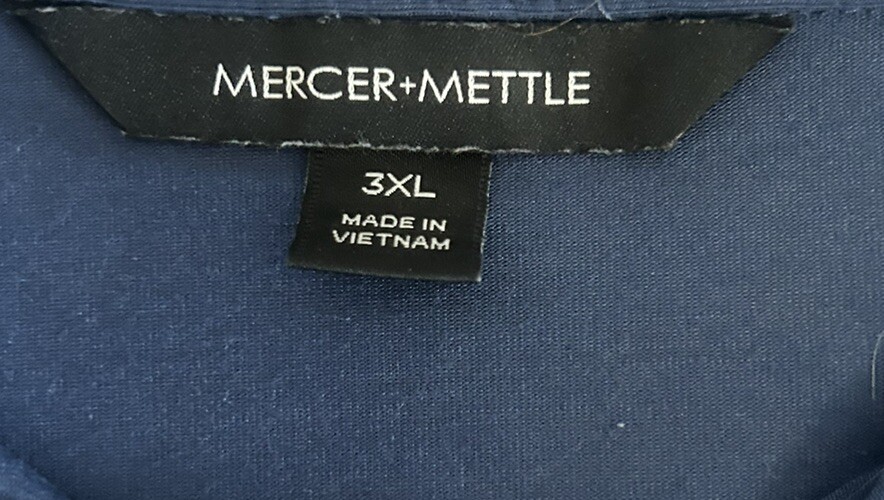 MERCER+METTLE
3XL
MADE IN
VIETNAM